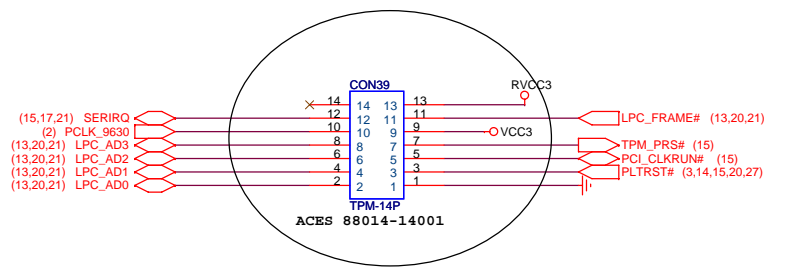 CON39
RVCC3
14 14 13 13
(15,17,21) SERIRQ 12 12 11 11 LPC_FRAME# (13,20,21)
(2) PCLK_9630 10 10 9 9 VCC3
(13,20,21) LPC_AD3 8 8 7 7 TPM_PRS# (15)
(13,20,21) LPC_AD2 6 6 5 5 PCI_CLKRUN# (15)
(13,20,21) LPC_AD1 4 4 3 3 PLTRST# (3,14,15,20,27)
(13,20,21) LPC_AD0 2 2 1 1
TPM-14P
ACES 88014-14001